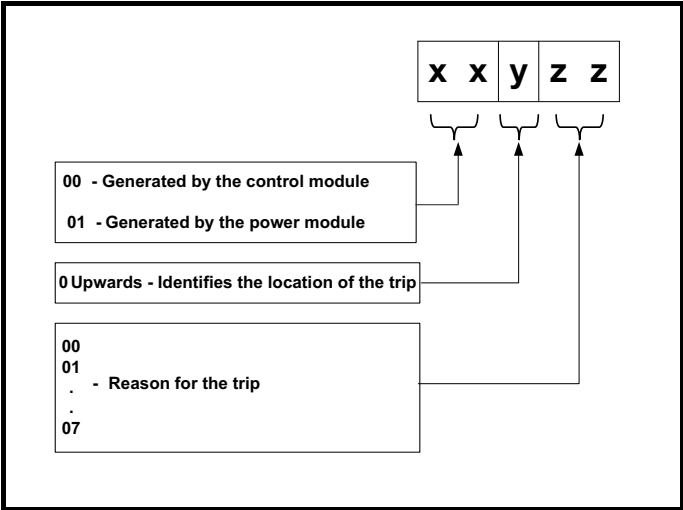 x x y z z
00 - Generated by the control module
01 - Generated by the power module
0 Upwards - Identifies the location of the trip
00
01
.
- Reason for the trip
.
07